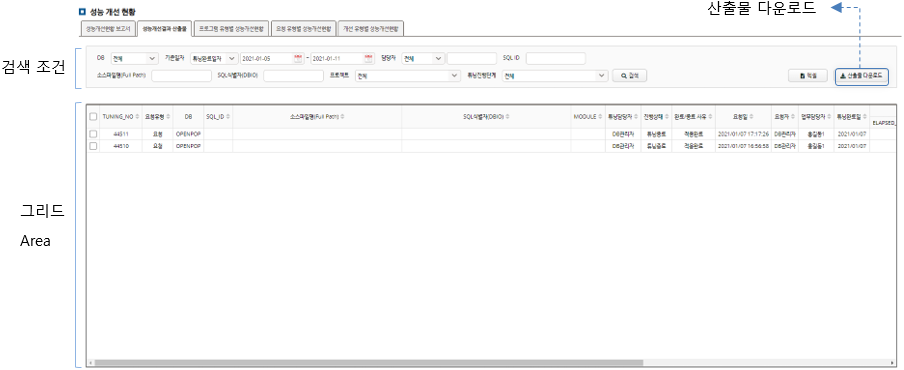 산출물 다운로드
성능 개선 현황
성능개선현황 보고서 성능개선결과 산출물 프로그램 유형별 성능개선현황 요청 유형별 성능개선현황 개선 유형별 성능개선현황
검색 조건
DB 전체 기준일자 튜닝완료일자 2021-01-05 ~ 2021-01-11 담당자 전체 SQL ID
소스파일명(Full Path) SQL식별자(DBIO) 프로젝트 전체 튜닝진행단계 전체 검색 엑셀 산출물 다운로드
TUNING_NO 요청유형 DB SQL_ID 소스파일명(Full Path) SQL식별자(DBIO) MODULE 튜닝담당자 진행상태 완료/종료 사유 요청일 요청자 업무담당자 튜닝완료일 ELAPSED_
44511 요청 OPENPOP DB관리자 튜닝종료 적용완료 2021/01/07 17:17:26 DB관리자 홍길동1 2021/01/07
44510 요청 OPENPOP DB관리자 튜닝종료 적용완료 2021/01/07 16:56:58 DB관리자 홍길동1 2021/01/07
그리드
Area